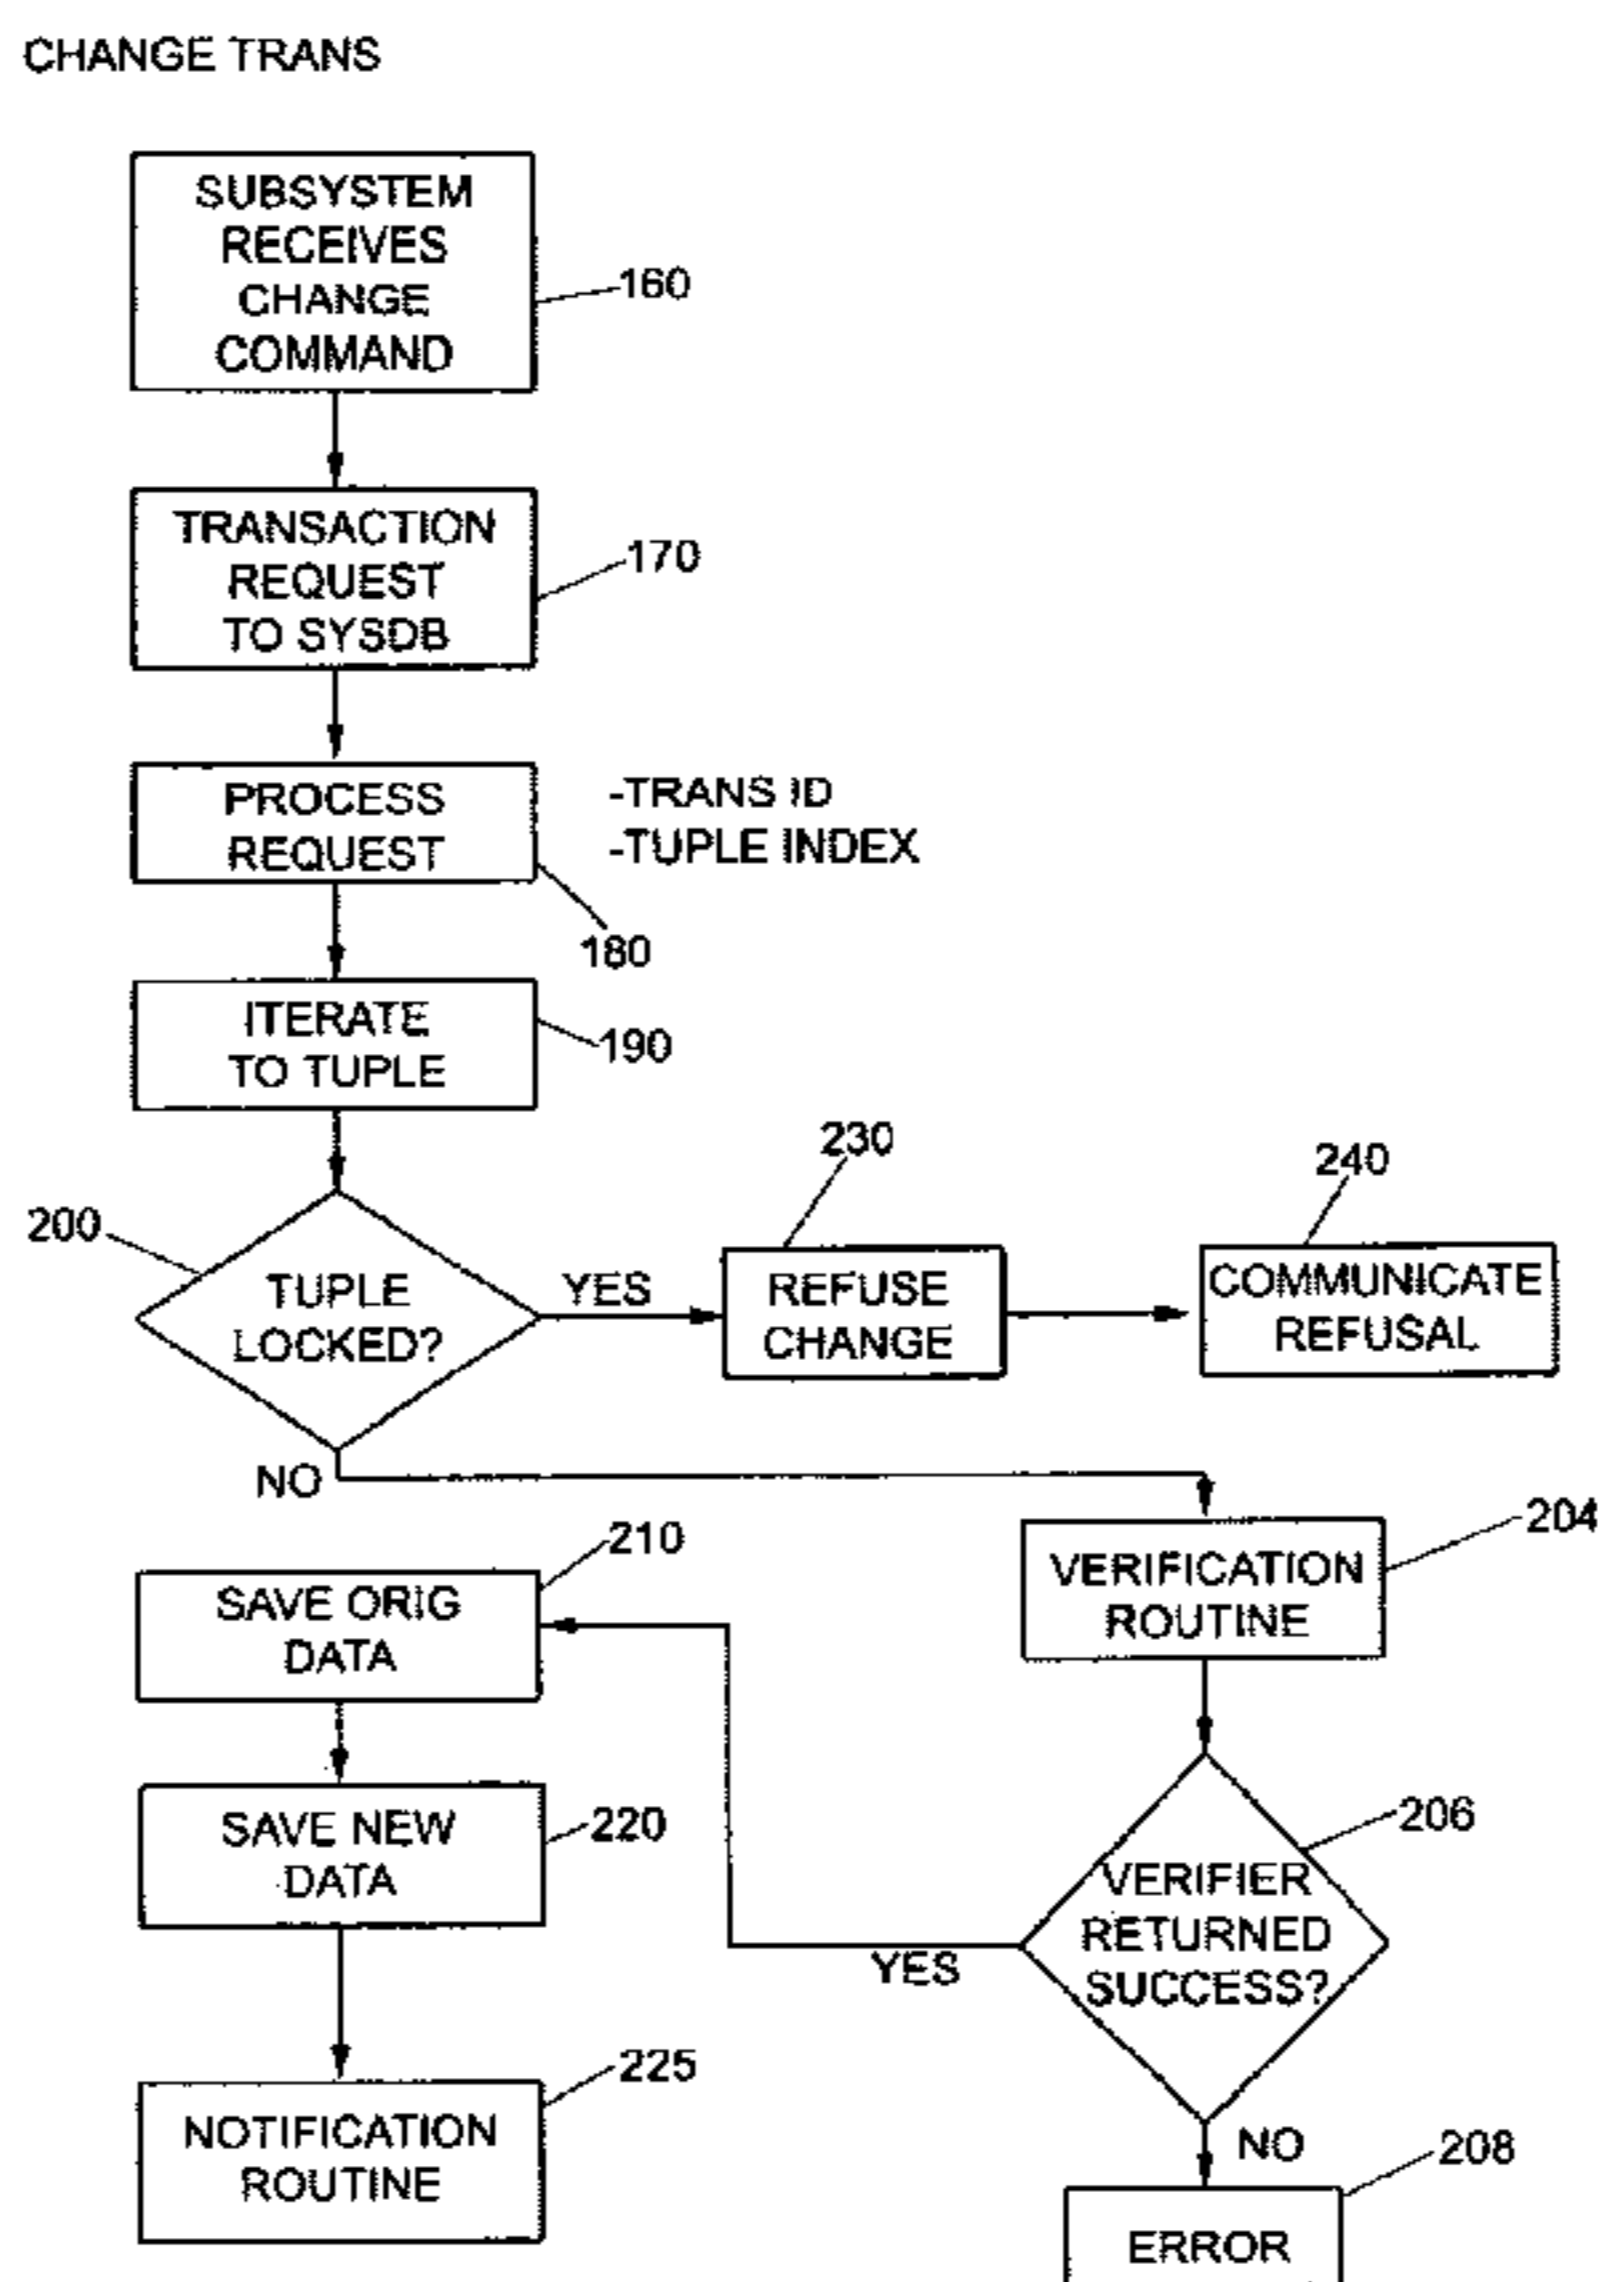 CHANGE TRANS
SUBSYSTEM
RECEIVES
CHANGE
COMMAND
160
TRANSACTION
REQUEST
TO SYSDB
170
PROCESS
REQUEST
-TRANS ID
-TUPLE INDEX
180
ITERATE
TO TUPLE
190
200
TUPLE
LOCKED?
YES
230
REFUSE
CHANGE
240
COMMUNICATE
REFUSAL
NO
204
VERIFICATION
ROUTINE
210
SAVE ORIG
DATA
206
VERIFIER
RETURNED
SUCCESS?
YES
220
SAVE NEW
DATA
225
NOTIFICATION
ROUTINE
NO
208
ERROR